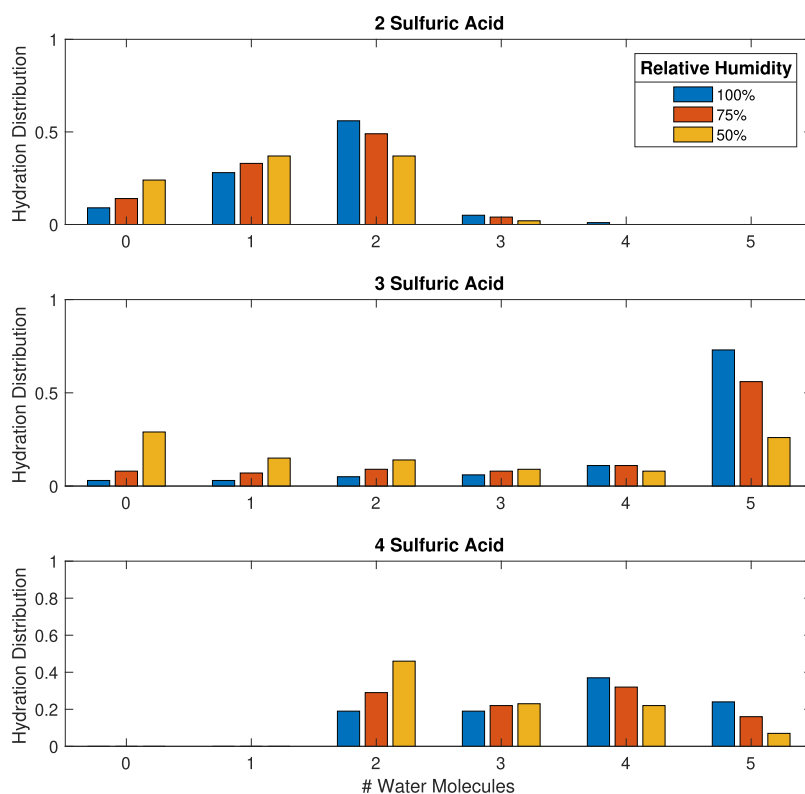 2 Sulfuric Acid
Hydration Distribution
1
0.5
0
0 1 2 3 4 5
Relative Humidity
100%
75%
50%
3 Sulfuric Acid
Hydration Distribution
1
0.5
0
0 1 2 3 4 5
4 Sulfuric Acid
Hydration Distribution
1
0.8
0.6
0.4
0.2
0
0 1 2 3 4 5
# Water Molecules